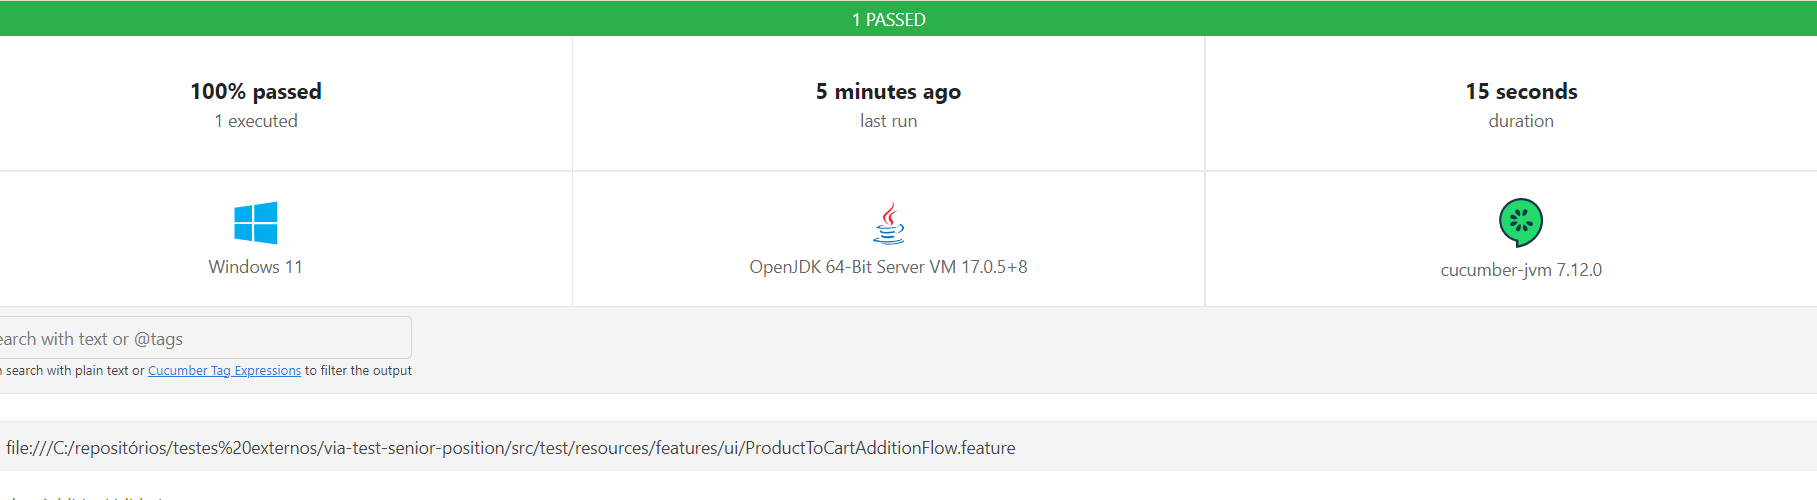 1 PASSED
100% passed
1 executed
5 minutes ago
last run
15 seconds
duration
Windows 11
OpenJDK 64-Bit Server VM 17.0.5+8
cucumber-jvm 7.12.0
earch with text or @tags
search with plain text or Cucumber Tag Expressions to filter the output
file:///C:/repositórios/testes%20externos/via-test-senior-position/src/test/resources/features/ui/ProductToCartAdditionFlow.feature